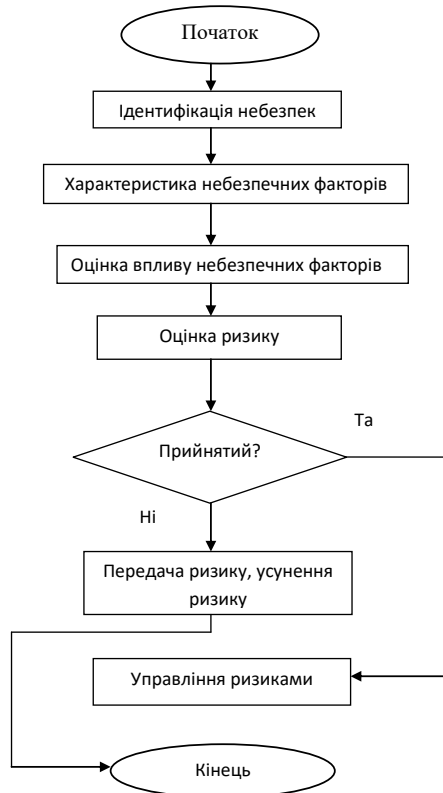 Початок
Ідентифікація небезпек
Характеристика небезпечних факторів
Оцінка впливу небезпечних факторів
Оцінка ризику
Та
Прийнятий?
Ні
Передача ризику, усунення
ризику
Управління ризиками
Кінець